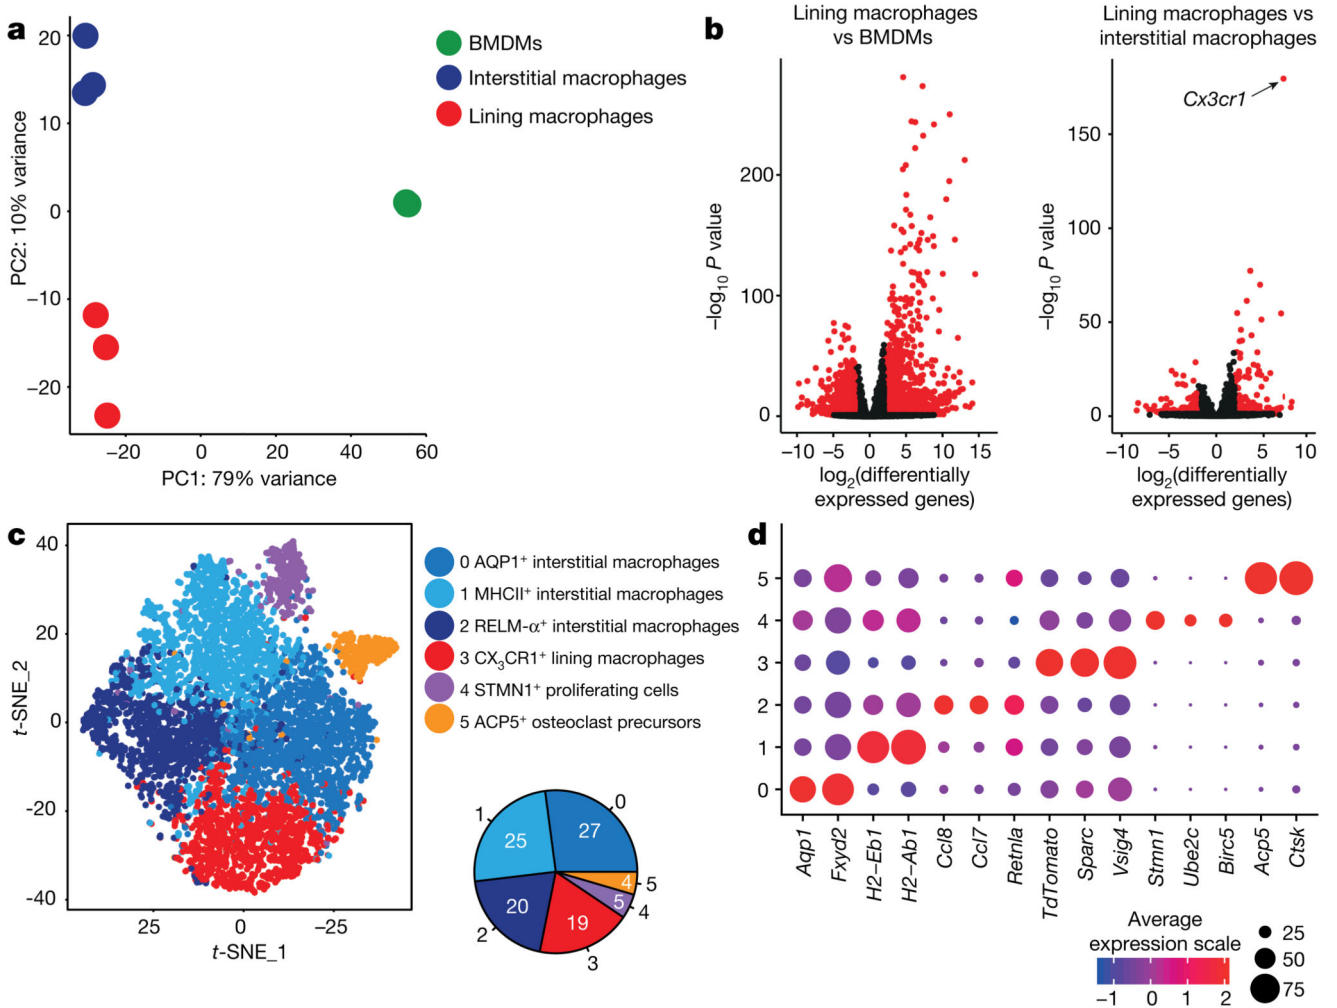 a
20
10
0
−10
−20
PC2: 10% variance
−20 0 20 40 60
PC1: 79% variance
BMDMs
Interstitial macrophages
Lining macrophages
b
Lining macrophages
vs BMDMs
200
100
0
−log10 P value
−10 −5 0 5 10 15
log2(differentially
expressed genes)
Lining macrophages vs
interstitial macrophages
Cx3cr1
150
100
50
0
−log10 P value
−10 −5 0 5 10
log2(differentially
expressed genes)
c
40
20
0
−20
−40
t-SNE_2
25 0 −25
t-SNE_1
0 AQP1+ interstitial macrophages
1 MHCII+ interstitial macrophages
2 RELM-α+ interstitial macrophages
3 CX3CR1+ lining macrophages
4 STMN1+ proliferating cells
5 ACP5+ osteoclast precursors
1 0
25 27
4 5
5 4
20 19
2 3
d
5
4
3
2
1
0
Aqp1
Fxyd2
H2−Eb1
H2−Ab1
Ccl8
Ccl7
Retnla
TdTomato
Sparc
Vsig4
Stmn1
Ube2c
Birc5
Acp5
Ctsk
Average
expression scale
−1 0 1 2
25
50
75